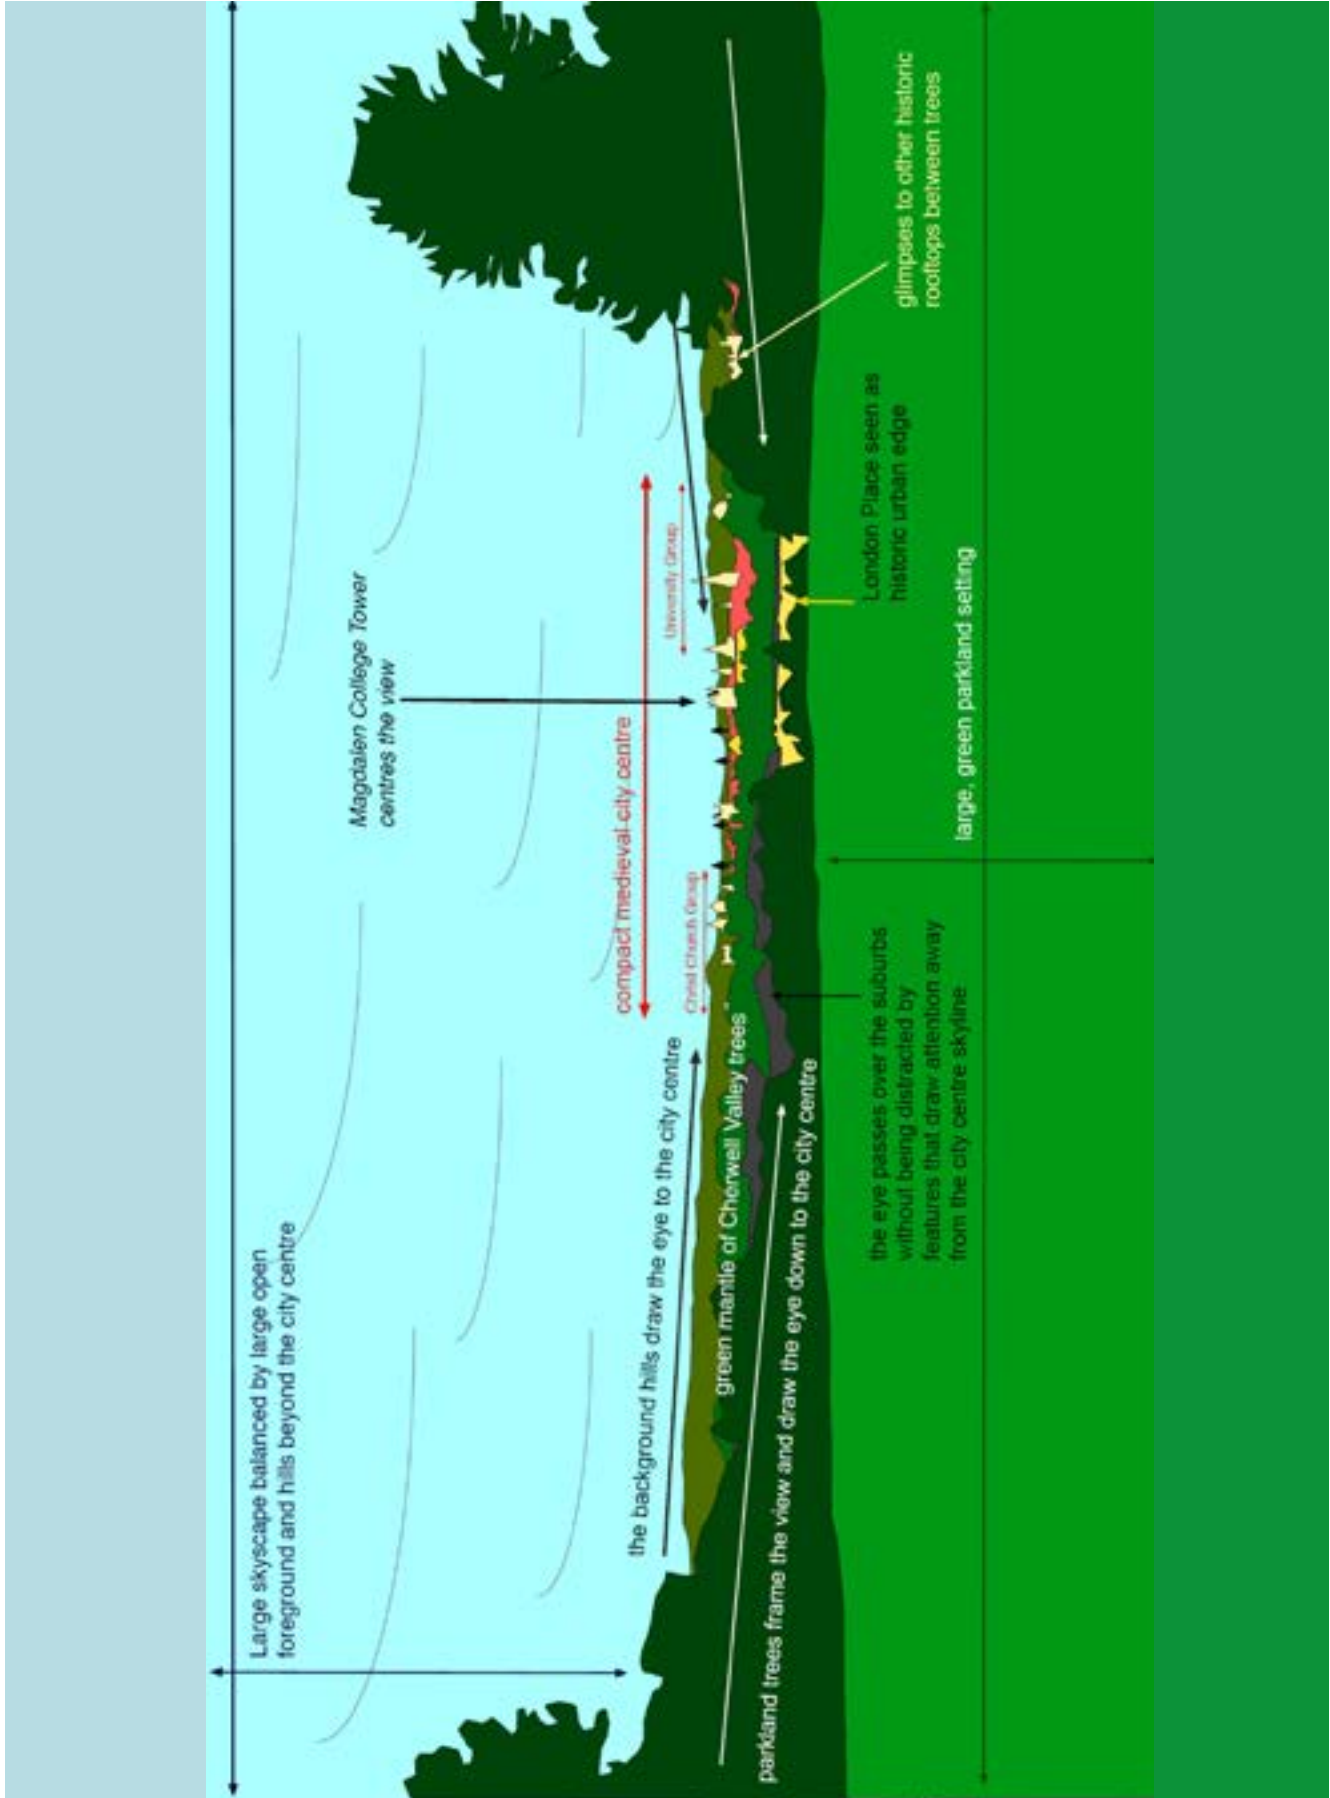 Large skyscape balanced by large open
foreground and hills beyond the city centre
Magdalen College Tower
centres the view
compact medieval city centre
University Group
Christ Church Group
the background hills draw the eye to the city centre
green mantle of Cherwell Valley trees
parkland trees frame the view and draw the eye down to the city centre
the eye passes over the suburbs
without being distracted by
features that draw attention away
from the city centre skyline
London Place seen as
historic urban edge
glimpses to other historic
rooftops between trees
large, green parkland setting